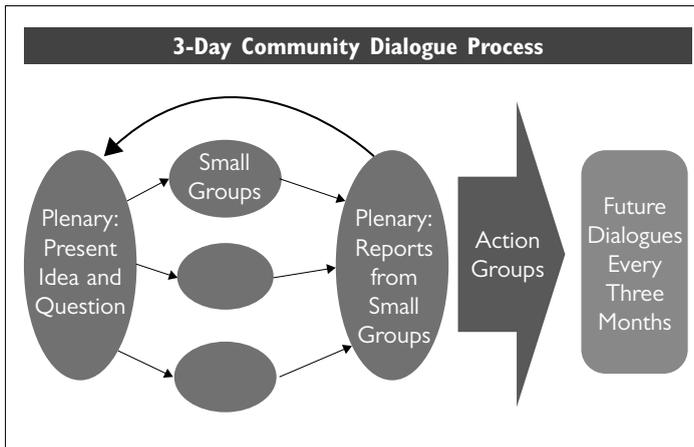 3-Day Community Dialogue Process
Small
Groups
Plenary:
Present
Idea and
Question
Plenary:
Reports
from
Small
Groups
Action
Groups
Future
Dialogues
Every
Three
Months